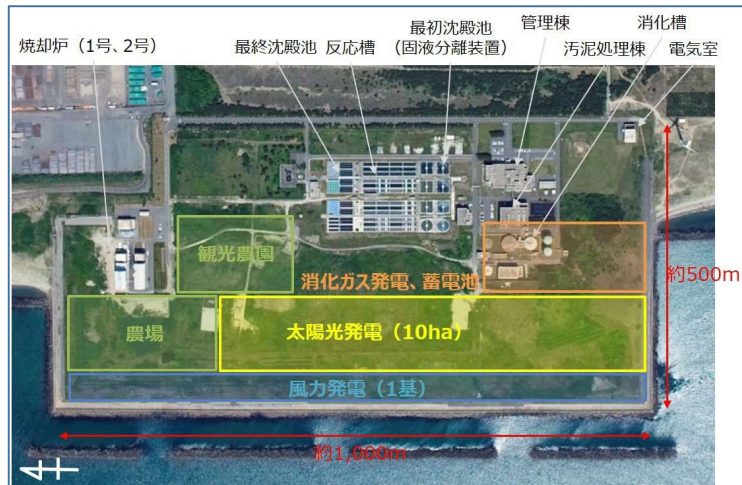 焼却炉（1号、2号）
最終沈殿池
反応槽
最初沈殿池
（固液分離装置）
管理棟
汚泥処理棟
消化槽
電気室
観光農園
消化ガス発電、蓄電池
約500m
農場
太陽光発電（10ha）
風力発電（1基）
約1,000m